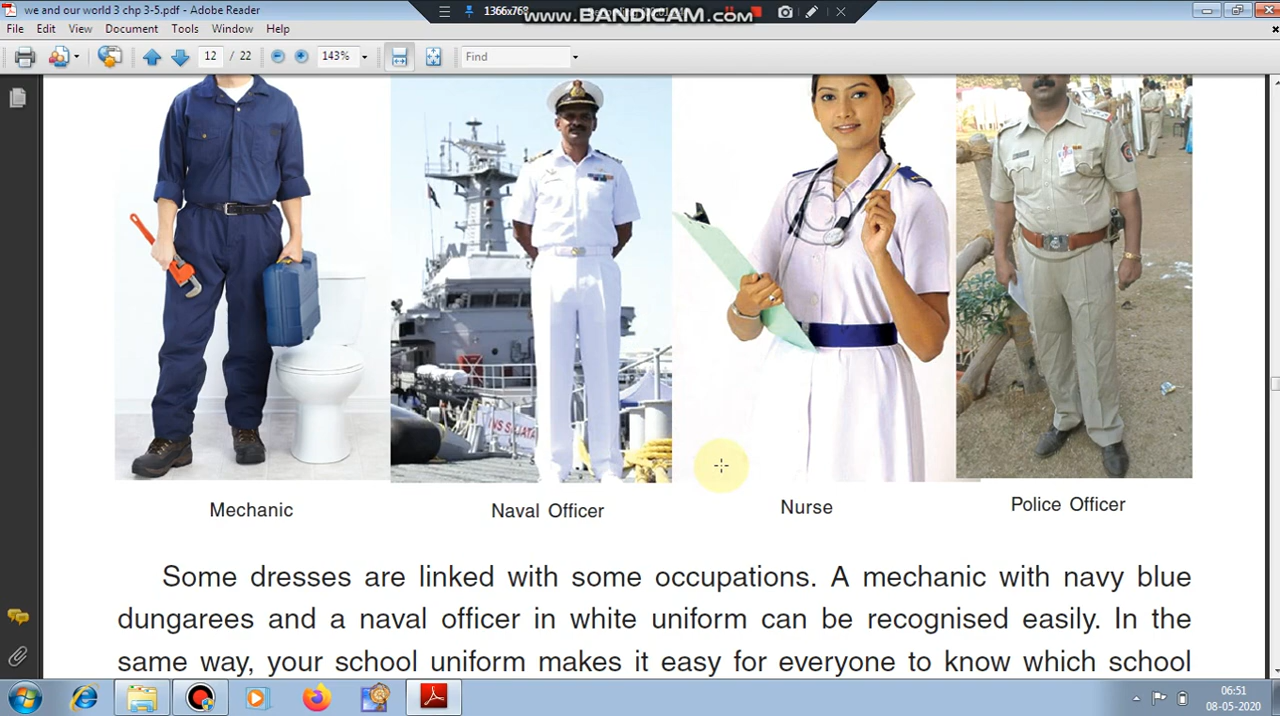 we and our world 3 chp 3-5.pdf - Adobe Reader
1366x768
www.BANDICAM.com
File Edit View Document Tools Window Help
12 / 22 143% Find
Mechanic
Naval Officer
Nurse
Police Officer
Some dresses are linked with some occupations. A mechanic with navy blue
dungarees and a naval officer in white uniform can be recognised easily. In the
same way, your school uniform makes it easy for everyone to know which school
06:51
08-05-2020